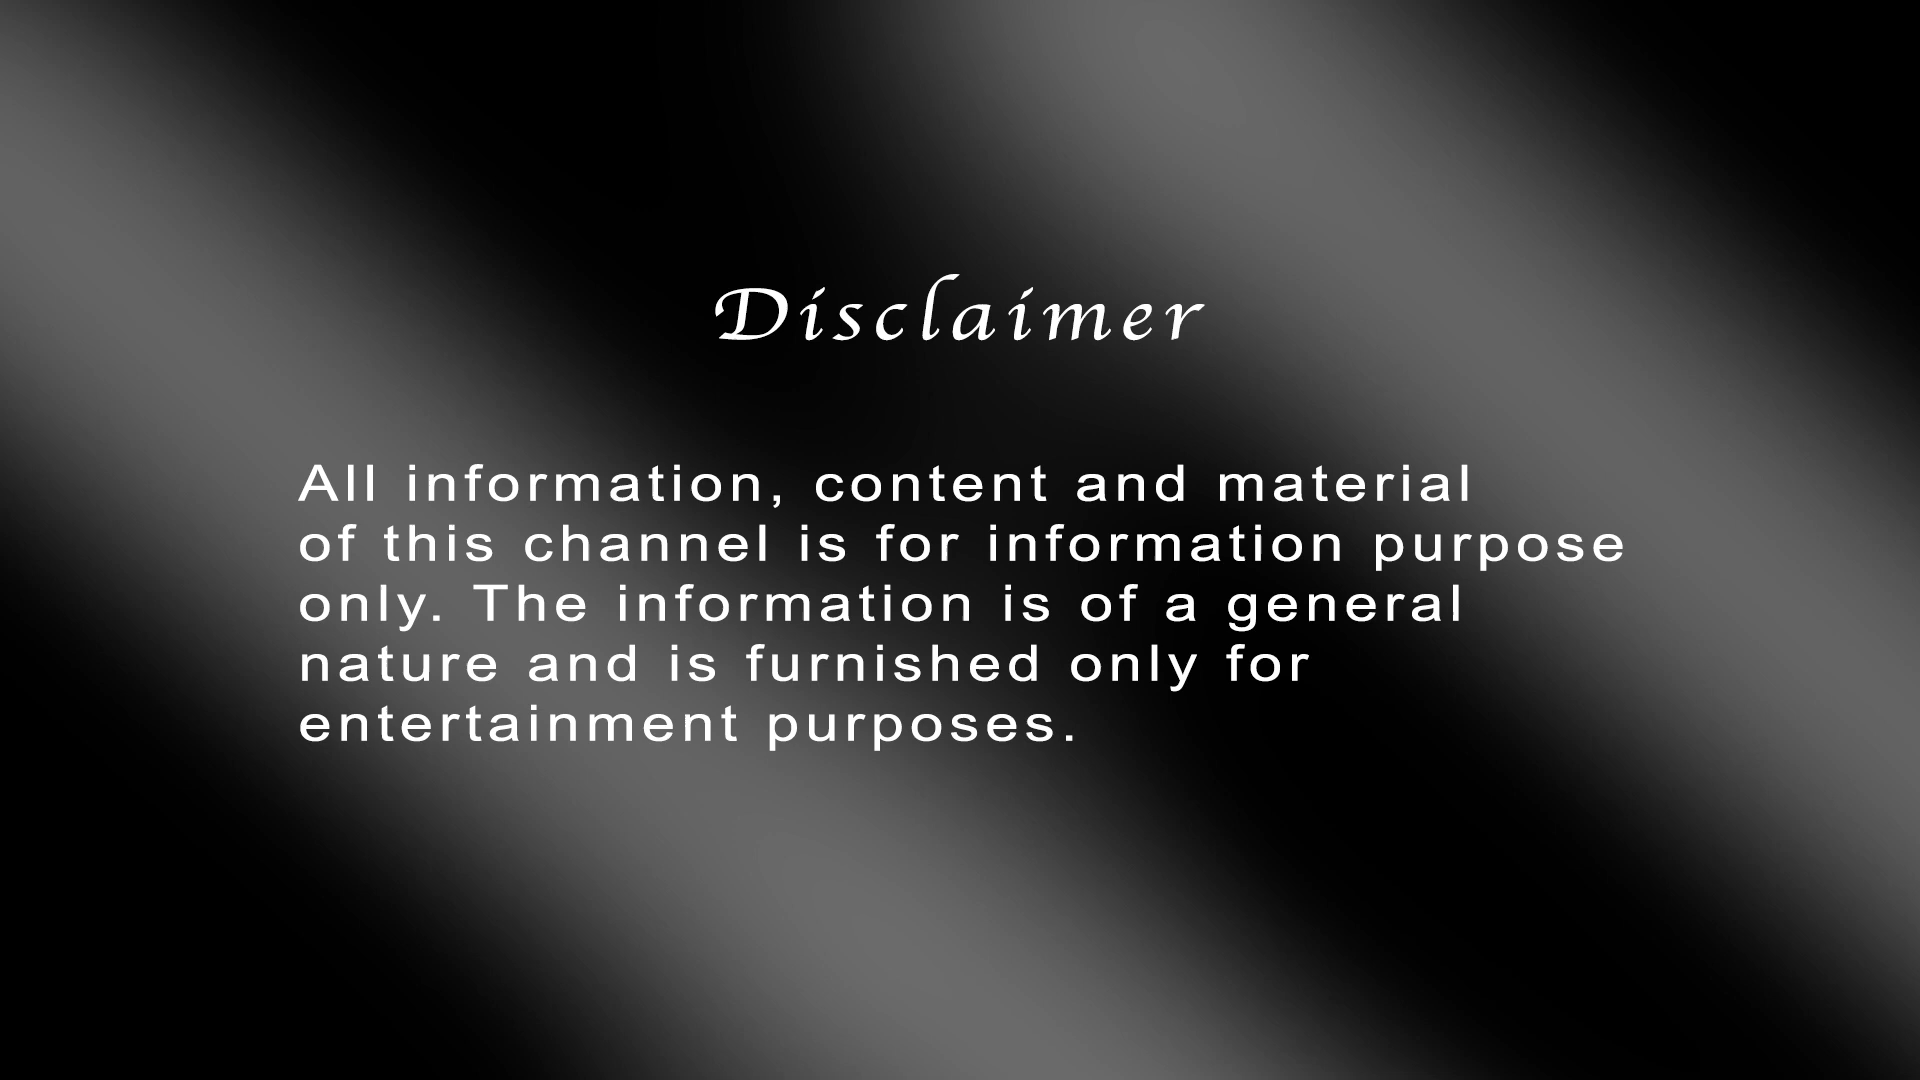 Disclaimer
All information, content and material
of this channel is for information purpose
only. The information is of a general
nature and is furnished only for
entertainment purposes.